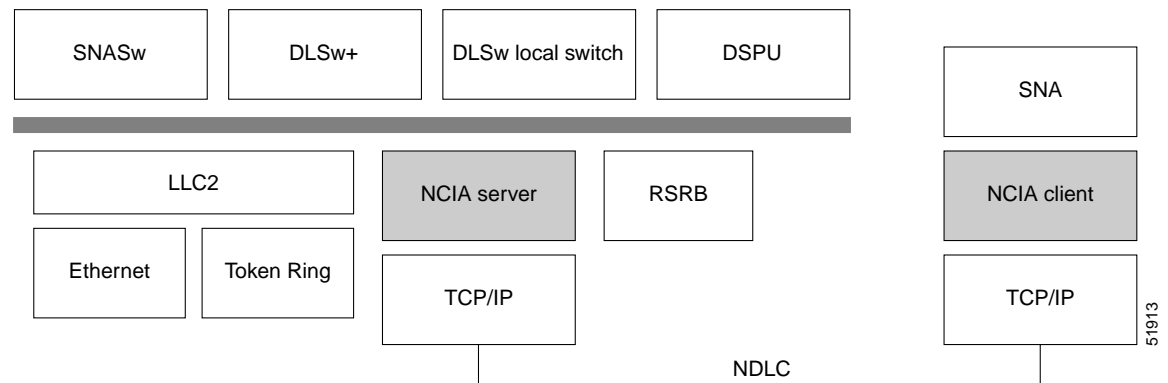 SNASw
DLSw+
DLSw local switch
DSPU
SNA
LLC2
NCIA server
RSRB
NCIA client
Ethernet
Token Ring
TCP/IP
TCP/IP
51913
NDLC